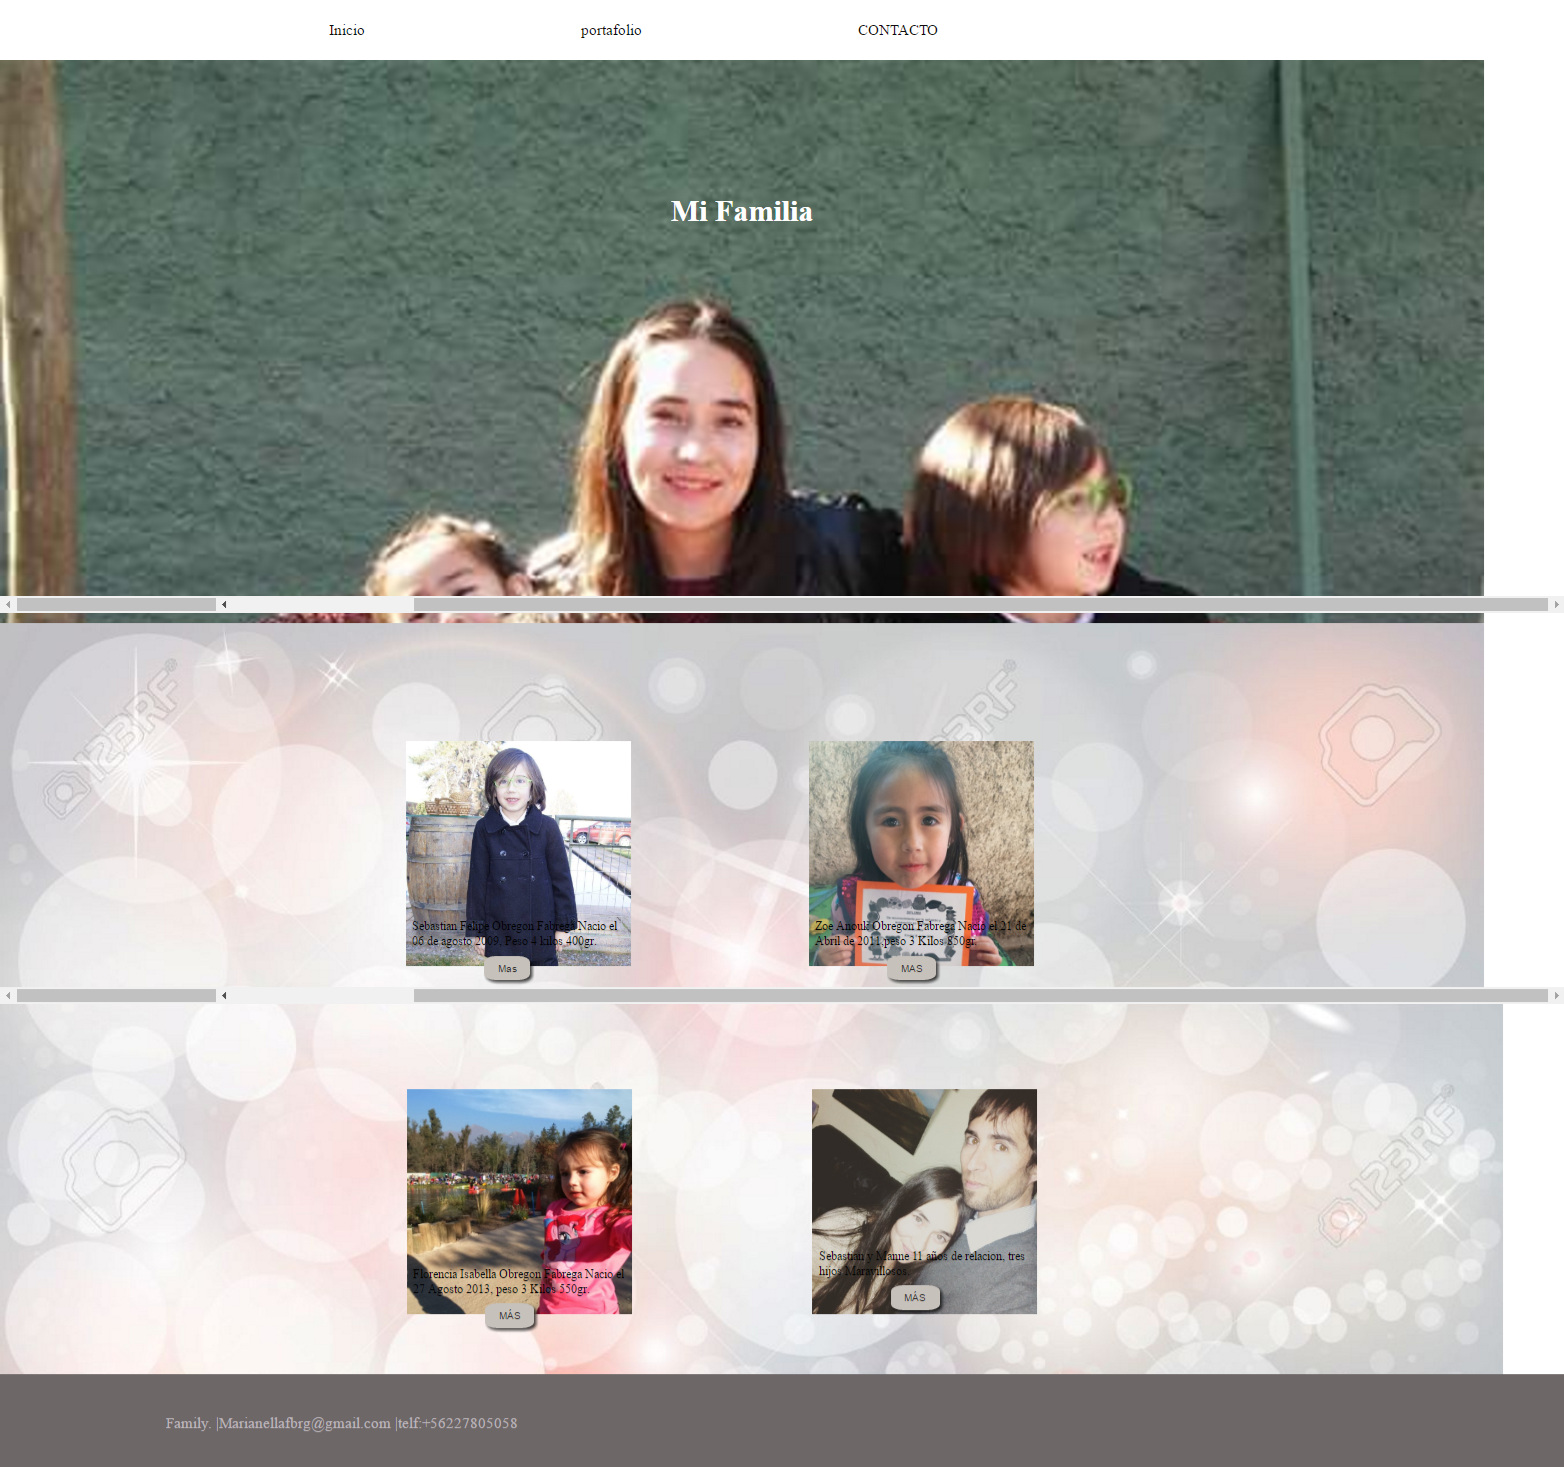 Inicio portafolio CONTACTO
Mi Familia
123RF
123RF
Sebastian Felipe Obregon Fabrega Nacio el
06 de agosto 2009, Peso 4 kilos 400gr.
Mas
Zoe Anouk Obregon Fabrega Nacio el 21 de
Abril de 2011,peso 3 Kilos 850gr.
MAS
123RF
Florencia Isabella Obregon Fabrega Nacio el
27 Agosto 2013, peso 3 Kilos 550gr.
MÁS
Sebastian y Manne 11 años de relacion, tres
hijos Maravillosos.
MÁS
Family. |Marianellafbrg@gmail.com |telf:+56227805058